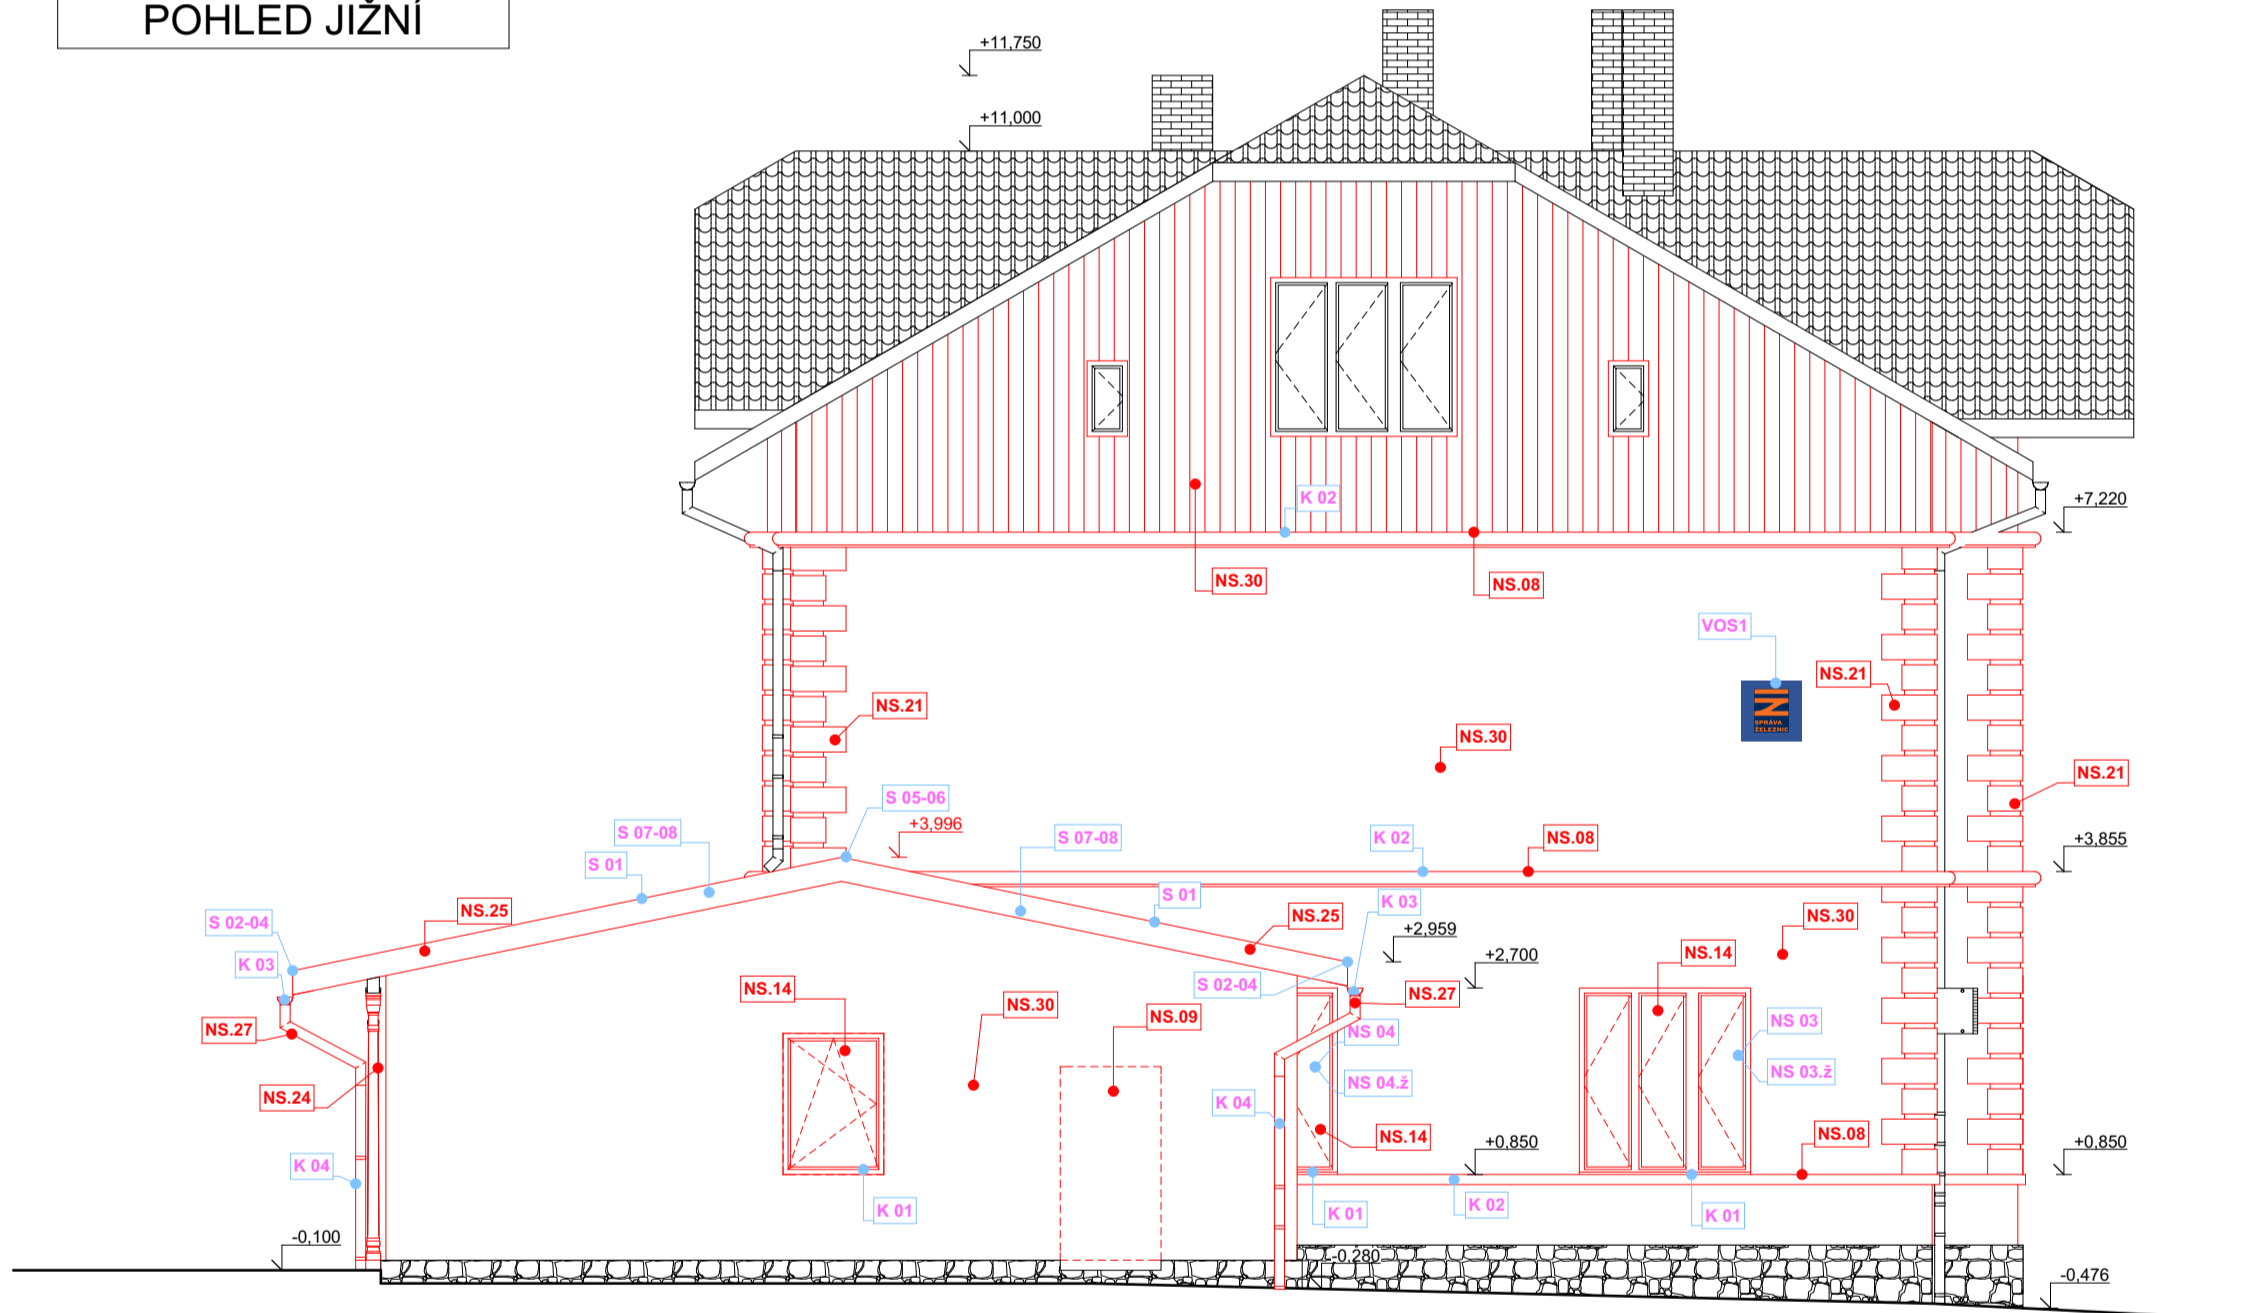 POHLED JIŽNÍ
+11,750
+11,000
K 02
+7,220
NS.30
NS.08
VOS1
NS.21
SPRÁVA
ŽELEZNIC
NS.21
NS.30
NS.21
S 05-06
+3,996
S 07-08
S 07-08
K 02
NS.08
+3,855
S 01
S 01
K 03
NS.25
NS.25
NS.30
S 02-04
+2,959
+2,700
NS.14
K 03
S 02-04
NS.27
NS.14
NS.30
NS.09
NS 03
NS.27
NS 04
NS 03.ž
NS 04.ž
NS.24
K 04
NS.14
NS.08
+0,850
+0,850
K 04
K 01
K 01
K 02
K 01
-0,100
-0,280
-0,476